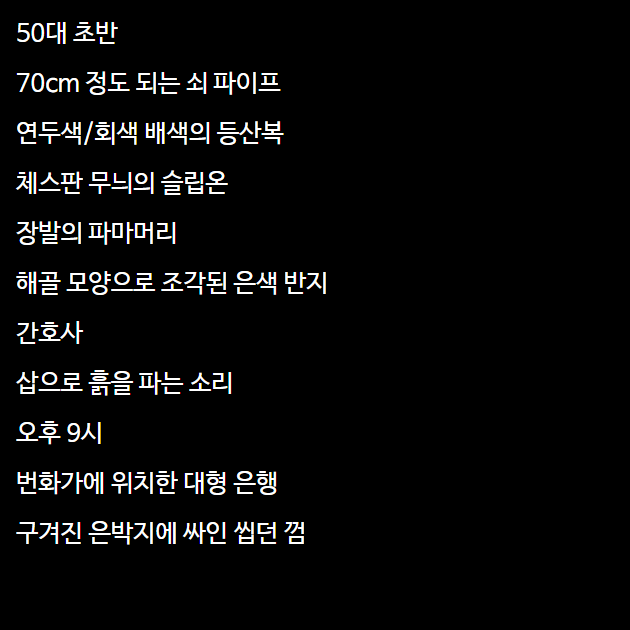 50대 초반
70cm 정도 되는 쇠 파이프
연두색/회색 배색의 등산복
체스판 무늬의 슬립온
장발의 파마머리
해골 모양으로 조각된 은색 반지
간호사
삽으로 흙을 파는 소리
오후 9시
번화가에 위치한 대형 은행
구겨진 은박지에 싸인 씹던 껌